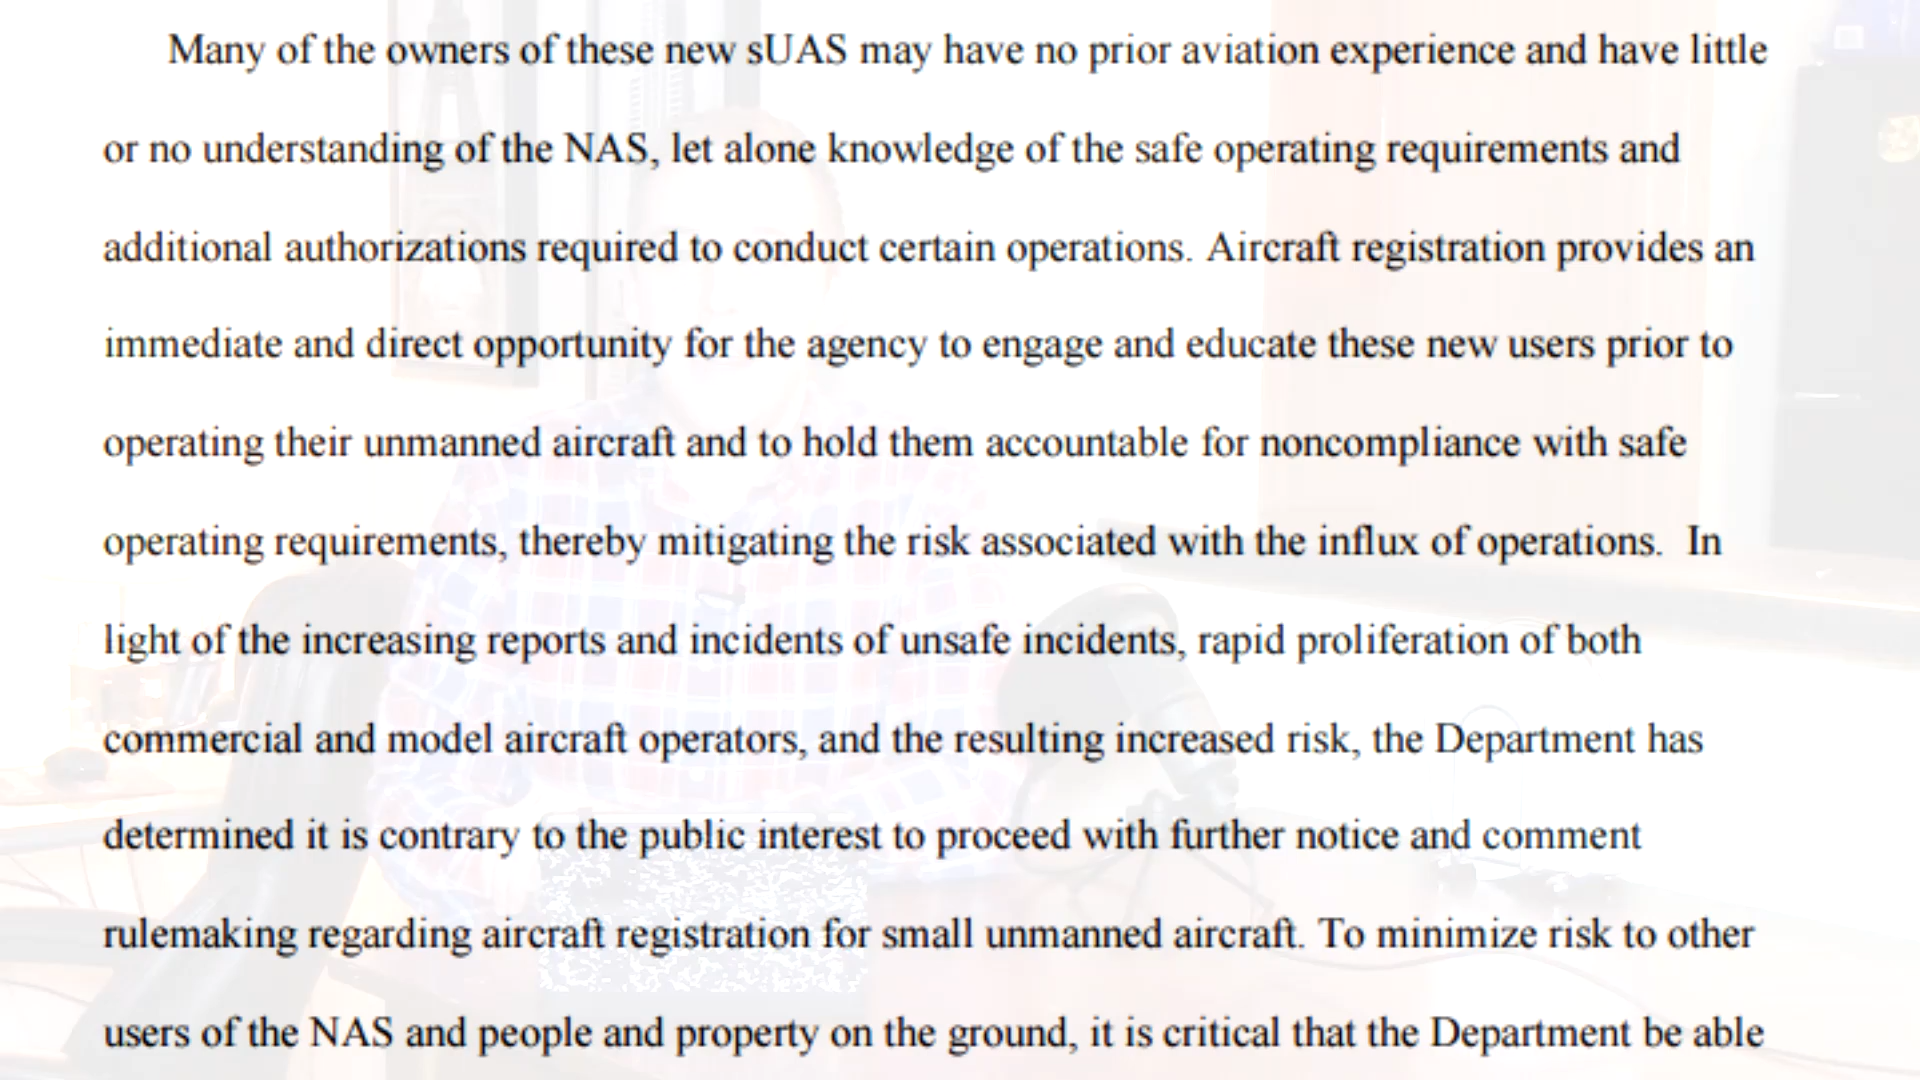 Many of the owners of these new sUAS may have no prior aviation experience and have little
or no understanding of the NAS, let alone knowledge of the safe operating requirements and
additional authorizations required to conduct certain operations. Aircraft registration provides an
immediate and direct opportunity for the agency to engage and educate these new users prior to
operating their unmanned aircraft and to hold them accountable for noncompliance with safe
operating requirements, thereby mitigating the risk associated with the influx of operations.  In
light of the increasing reports and incidents of unsafe incidents, rapid proliferation of both
commercial and model aircraft operators, and the resulting increased risk, the Department has
determined it is contrary to the public interest to proceed with further notice and comment
rulemaking regarding aircraft registration for small unmanned aircraft. To minimize risk to other
users of the NAS and people and property on the ground, it is critical that the Department be able